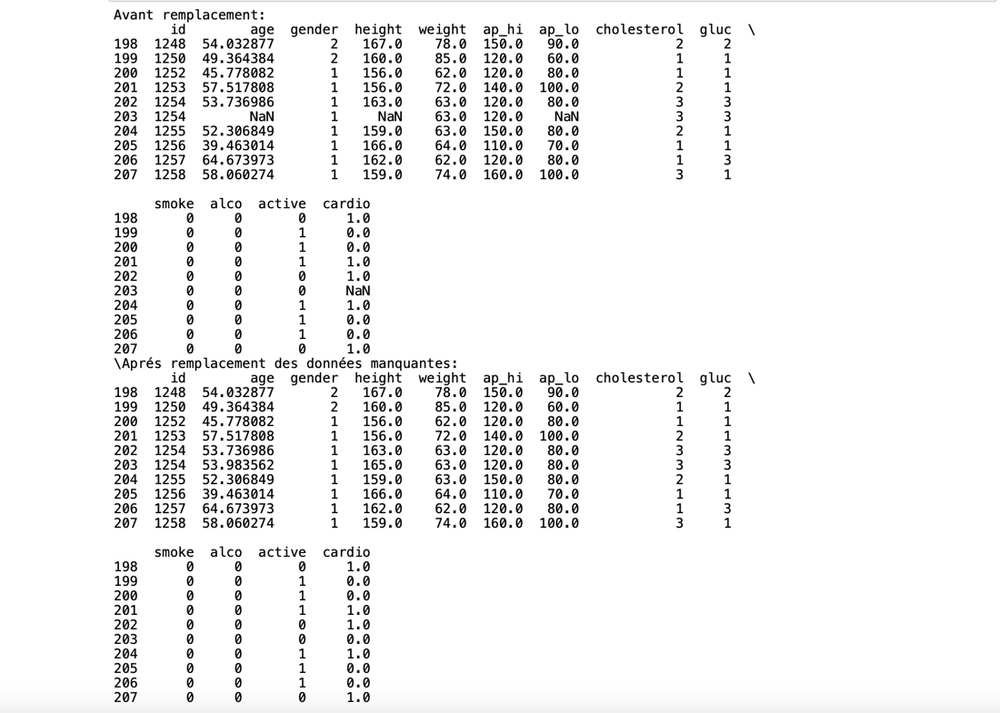 Avant remplacement:
        id        age  gender  height  weight  ap_hi  ap_lo  cholesterol  gluc  \
198  1248  54.032877       2   167.0    78.0  150.0   90.0            2     2
199  1250  49.364384       2   160.0    85.0  120.0   60.0            1     1
200  1252  45.778082       1   156.0    62.0  120.0   80.0            1     1
201  1253  57.517808       1   156.0    72.0  140.0  100.0            2     1
202  1254  53.736986       1   163.0    63.0  120.0   80.0            3     3
203  1254        NaN       1     NaN    63.0  120.0    NaN            3     3
204  1255  52.306849       1   159.0    63.0  150.0   80.0            2     1
205  1256  39.463014       1   166.0    64.0  110.0   70.0            1     1
206  1257  64.673973       1   162.0    62.0  120.0   80.0            1     3
207  1258  58.060274       1   159.0    74.0  160.0  100.0            3     1
     smoke  alco  active  cardio
198      0     0       0     1.0
199      0     0       1     0.0
200      0     0       1     0.0
201      0     0       1     1.0
202      0     0       0     1.0
203      0     0       0     NaN
204      0     0       1     1.0
205      0     0       1     0.0
206      0     0       1     0.0
207      0     0       0     1.0
\Aprés remplacement des données manquantes:
        id        age  gender  height  weight  ap_hi  ap_lo  cholesterol  gluc  \
198  1248  54.032877       2   167.0    78.0  150.0   90.0            2     2
199  1250  49.364384       2   160.0    85.0  120.0   60.0            1     1
200  1252  45.778082       1   156.0    62.0  120.0   80.0            1     1
201  1253  57.517808       1   156.0    72.0  140.0  100.0            2     1
202  1254  53.736986       1   163.0    63.0  120.0   80.0            3     3
203  1254  53.983562       1   165.0    63.0  120.0   80.0            3     3
204  1255  52.306849       1   159.0    63.0  150.0   80.0            2     1
205  1256  39.463014       1   166.0    64.0  110.0   70.0            1     1
206  1257  64.673973       1   162.0    62.0  120.0   80.0            1     3
207  1258  58.060274       1   159.0    74.0  160.0  100.0            3     1
     smoke  alco  active  cardio
198      0     0       0     1.0
199      0     0       1     0.0
200      0     0       1     0.0
201      0     0       1     1.0
202      0     0       0     1.0
203      0     0       0     0.0
204      0     0       1     1.0
205      0     0       1     0.0
206      0     0       1     0.0
207      0     0       0     1.0